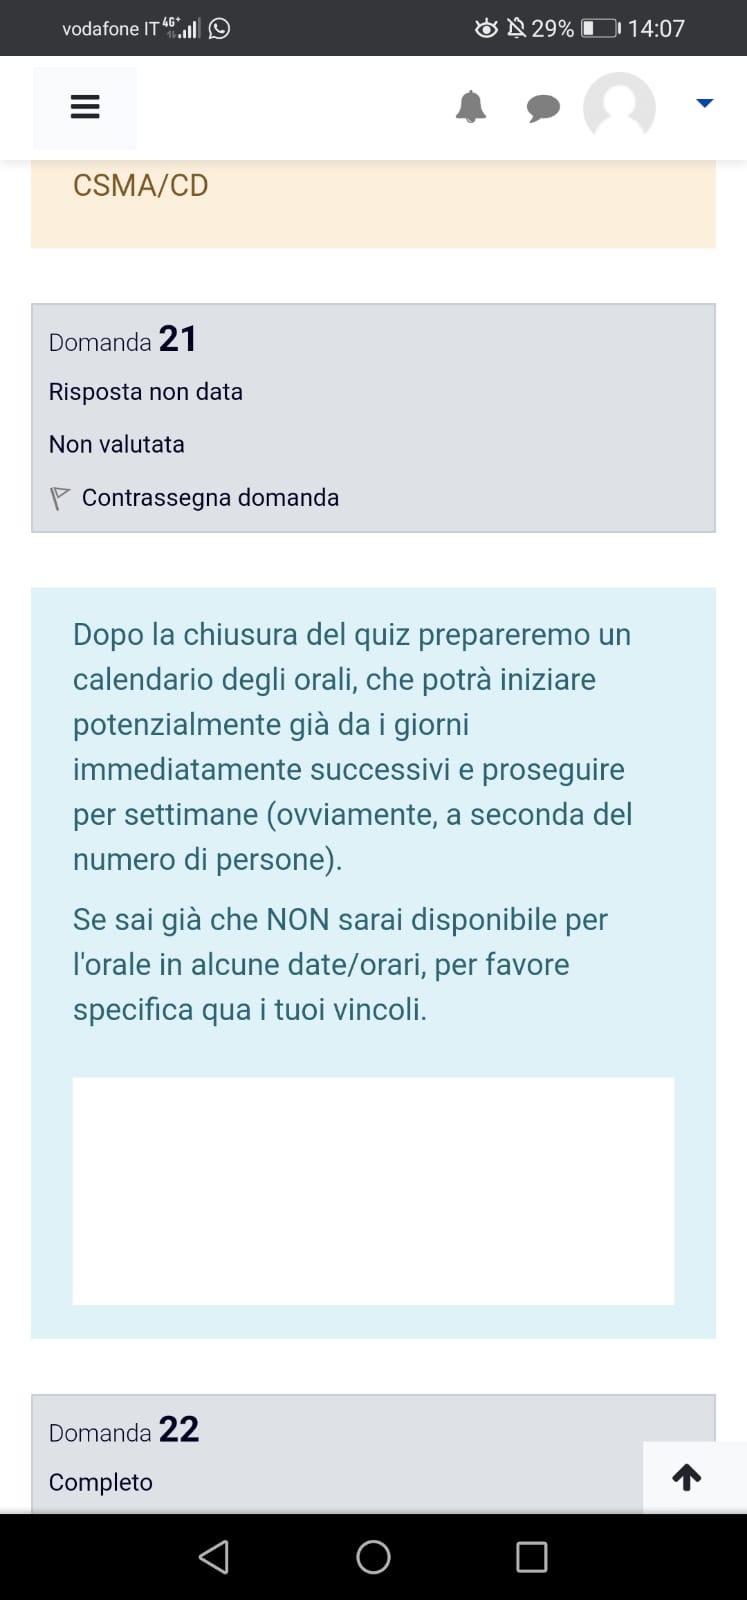 vodafone IT 4G+ 29% 14:07
CSMA/CD
Domanda 21
Risposta non data
Non valutata
Contrassegna domanda
Dopo la chiusura del quiz prepareremo un
calendario degli orali, che potrà iniziare
potenzialmente già da i giorni
immediatamente successivi e proseguire
per settimane (ovviamente, a seconda del
numero di persone).
Se sai già che NON sarai disponibile per
l'orale in alcune date/orari, per favore
specifica qua i tuoi vincoli.
Domanda 22
Completo